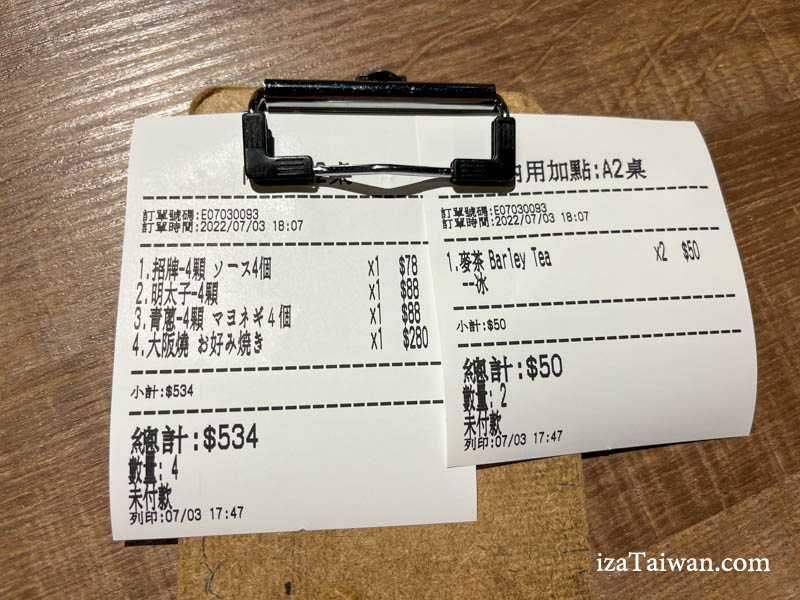 桌
訂單號碼:E07030093
訂單時間:2022/07/03 18:07
1.招牌-4顆 ソース4個 x1 $78
2.明太子-4顆 x1 $88
3.青蔥-4顆 マヨネギ4個 x1 $88
4.大阪燒 お好み焼き x1 $280
小計:$534
總計:$534
數量: 4
未付款
列印:07/03 17:47
內用加點:A2桌
訂單號碼:E07030093
訂單時間:2022/07/03 18:07
1.麥茶 Barley Tea x2 $50
--冰
小計:$50
總計:$50
數量: 2
未付款
列印:07/03 17:47
izaTaiwan.com